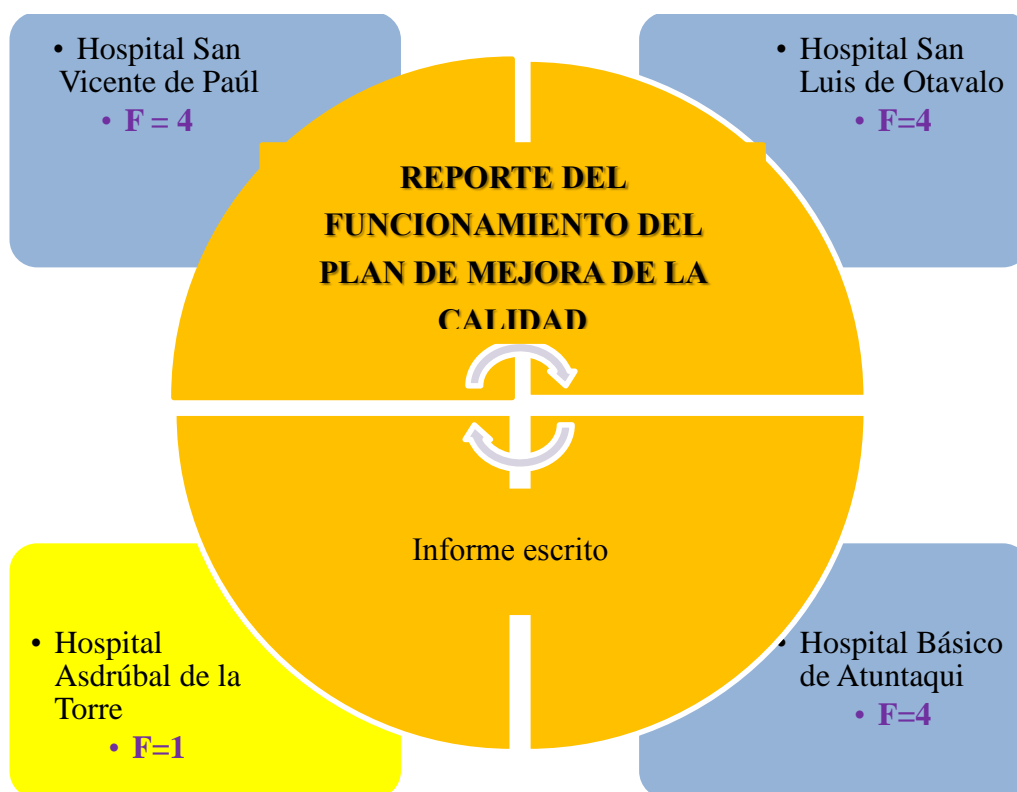 • Hospital San
Vicente de Paúl
• F = 4
• Hospital San
Luis de Otavalo
• F=4
REPORTE DEL
FUNCIONAMIENTO DEL
PLAN DE MEJORA DE LA
CALIDAD
Informe escrito
• Hospital
Asdrúbal de la
Torre
• F=1
• Hospital Básico
de Atuntaqui
• F=4